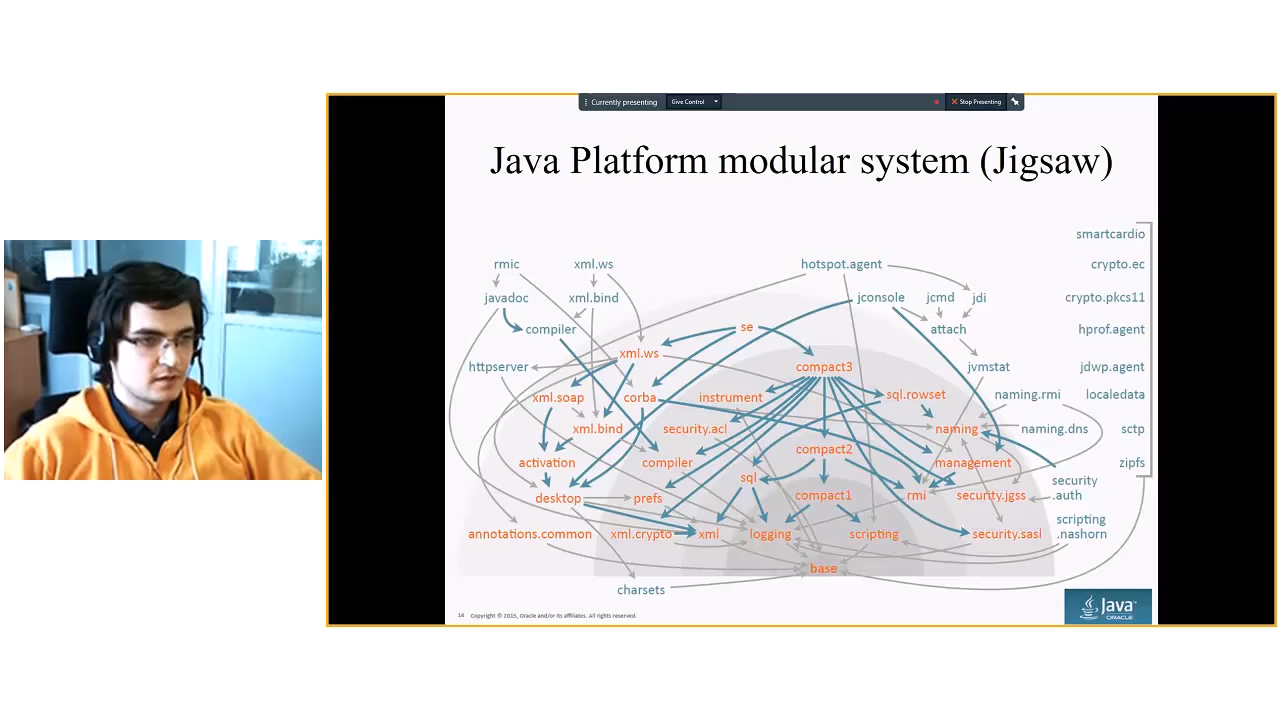 Currently presenting
Give Control
Stop Presenting
Java Platform modular system (Jigsaw)
smartcardio
rmic
xml.ws
hotspot.agent
crypto.ec
javadoc
xml.bind
jconsole
jcmd
jdi
crypto.pkcs11
compiler
se
attach
hprof.agent
xml.ws
httpserver
compact3
jvmstat
jdwp.agent
xml.soap
corba
instrument
sql.rowset
naming.rmi
localedata
xml.bind
security.acl
naming
naming.dns
sctp
activation
compiler
compact2
management
zipfs
sql
security
.auth
desktop
prefs
compact1
rmi
security.jgss
scripting
.nashorn
annotations.common
xml.crypto
xml
logging
scripting
security.sasl
base
charsets
14 Copyright © 2015, Oracle and/or its affiliates. All rights reserved.
Java™
ORACLE